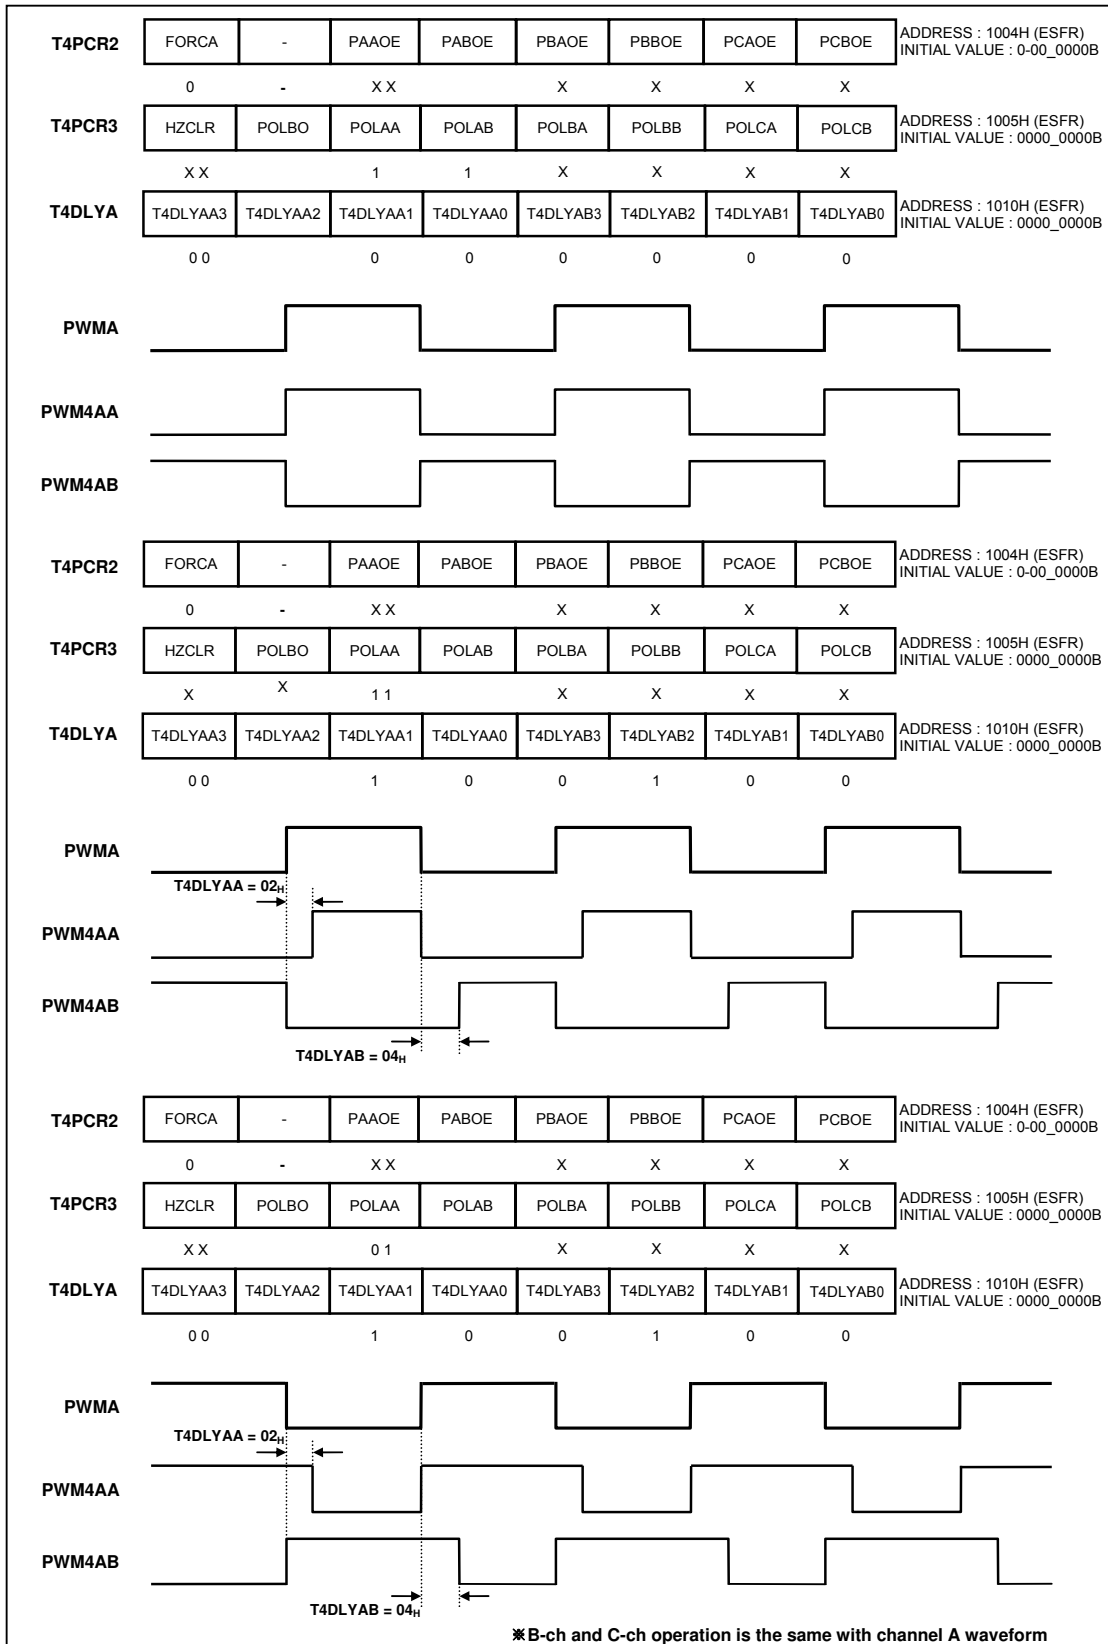 T4PCR2 FORCA - PAAOE PABOE PBAOE PBBOE PCAOE PCBOE ADDRESS : 1004H (ESFR)
INITIAL VALUE : 0-00_0000B
0 - X X X X X X
T4PCR3 HZCLR POLBO POLAA POLAB POLBA POLBB POLCA POLCB ADDRESS : 1005H (ESFR)
INITIAL VALUE : 0000_0000B
X X 1 1 X X X X
T4DLYA T4DLYAA3 T4DLYAA2 T4DLYAA1 T4DLYAA0 T4DLYAB3 T4DLYAB2 T4DLYAB1 T4DLYAB0 ADDRESS : 1010H (ESFR)
INITIAL VALUE : 0000_0000B
0 0 0 0 0 0 0 0
PWMA
PWM4AA
PWM4AB
T4PCR2 FORCA - PAAOE PABOE PBAOE PBBOE PCAOE PCBOE ADDRESS : 1004H (ESFR)
INITIAL VALUE : 0-00_0000B
0 - X X X X X X
T4PCR3 HZCLR POLBO POLAA POLAB POLBA POLBB POLCA POLCB ADDRESS : 1005H (ESFR)
INITIAL VALUE : 0000_0000B
X X 1 1 X X X X
T4DLYA T4DLYAA3 T4DLYAA2 T4DLYAA1 T4DLYAA0 T4DLYAB3 T4DLYAB2 T4DLYAB1 T4DLYAB0 ADDRESS : 1010H (ESFR)
INITIAL VALUE : 0000_0000B
0 0 1 0 0 1 0 0
PWMA
T4DLYAA = 02H
PWM4AA
PWM4AB
T4DLYAB = 04H
T4PCR2 FORCA - PAAOE PABOE PBAOE PBBOE PCAOE PCBOE ADDRESS : 1004H (ESFR)
INITIAL VALUE : 0-00_0000B
0 - X X X X X X
T4PCR3 HZCLR POLBO POLAA POLAB POLBA POLBB POLCA POLCB ADDRESS : 1005H (ESFR)
INITIAL VALUE : 0000_0000B
X X 0 1 X X X X
T4DLYA T4DLYAA3 T4DLYAA2 T4DLYAA1 T4DLYAA0 T4DLYAB3 T4DLYAB2 T4DLYAB1 T4DLYAB0 ADDRESS : 1010H (ESFR)
INITIAL VALUE : 0000_0000B
0 0 1 0 0 1 0 0
PWMA
T4DLYAA = 02H
PWM4AA
PWM4AB
T4DLYAB = 04H
※B-ch and C-ch operation is the same with channel A waveform